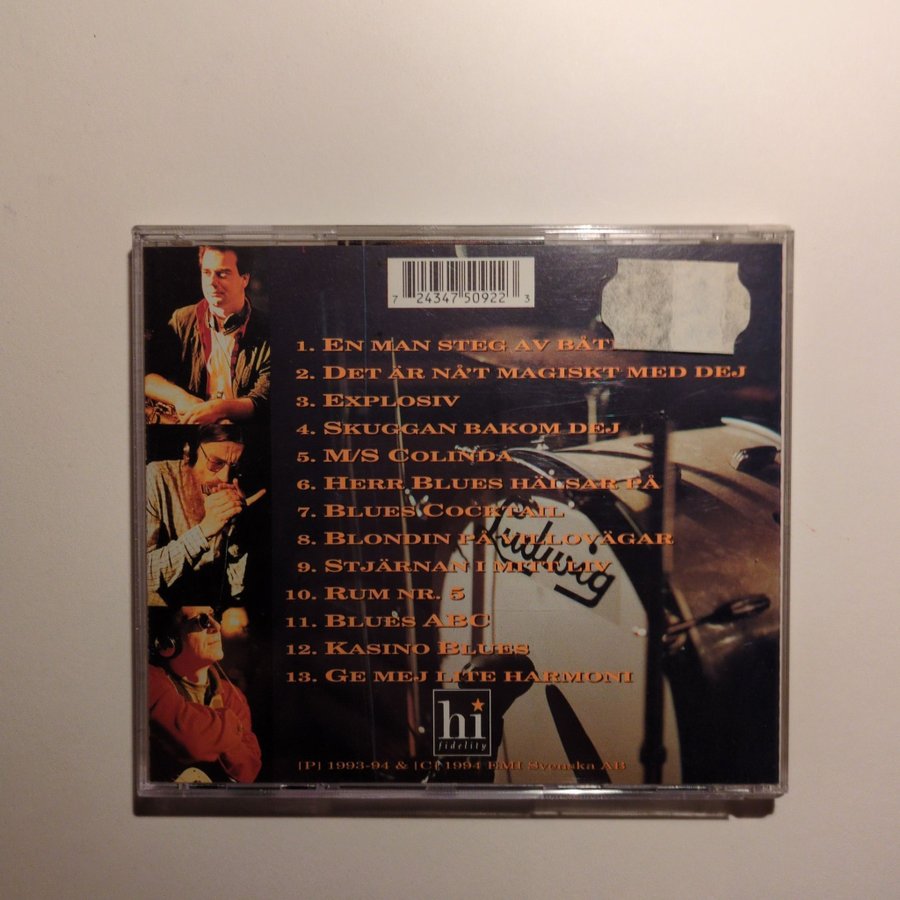 7 24347 50922 3
1. EN MAN STEG AV BÅT
2. DET ÄR NÅ'T MAGISKT MED DEJ
3. EXPLOSIV
4. SKUGGAN BAKOM DEJ
5. M/S COLINDA
6. HERR BLUES HÄLSAR PÅ
7. BLUES COCKTAIL
8. BLONDIN PÅ VILLOVÄGAR
9. STJÄRNAN I MITT LIV
10. RUM NR. 5
11. BLUES ABC
12. KASINO BLUES
13. GE MEJ LITE HARMONI
Ludwig
hi
fidelity
[P] 1993-94 & [C] 1994 EMI SVENSKA AB